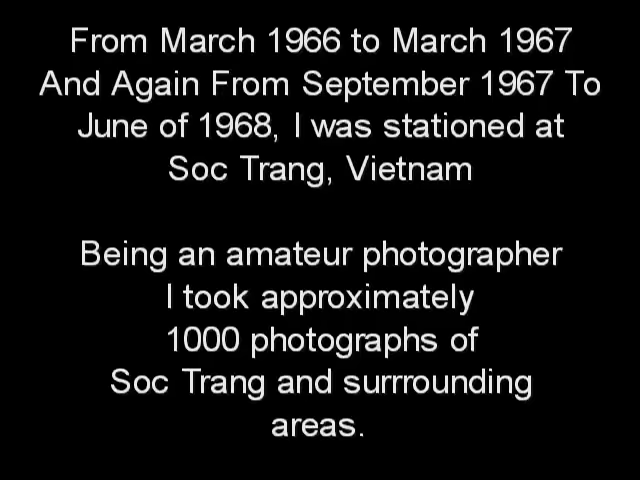 From March 1966 to March 1967
And Again From September 1967 To
June of 1968, I was stationed at
Soc Trang, Vietnam
Being an amateur photographer
I took approximately
1000 photographs of
Soc Trang and surrrounding
areas.